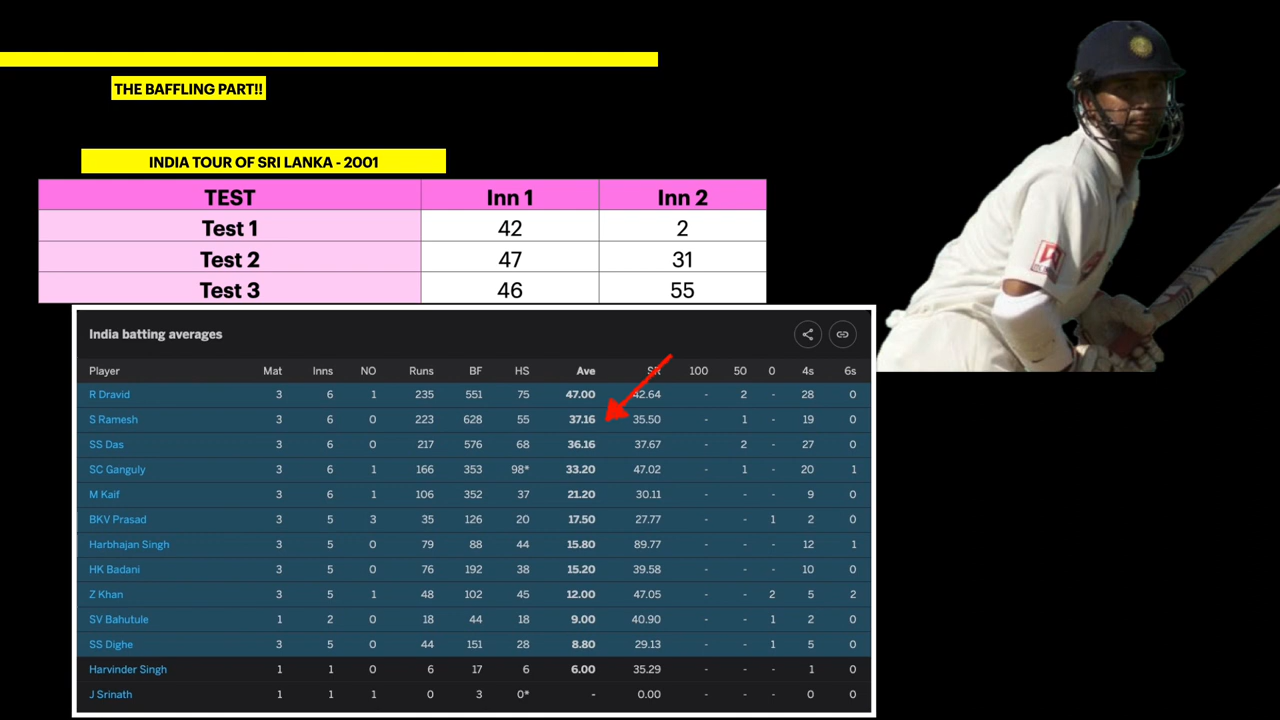 THE BAFFLING PART!!
INDIA TOUR OF SRI LANKA - 2001
TEST Inn 1 Inn 2
Test 1 42 2
Test 2 47 31
Test 3 46 55
India batting averages
Player Mat Inns NO Runs BF HS Ave SR 100 50 0 4s 6s
R Dravid 3 6 1 235 551 75 47.00 42.64 - 2 - 28 0
S Ramesh 3 6 0 223 628 55 37.16 35.50 - 1 - 19 0
SS Das 3 6 0 217 576 68 36.16 37.67 - 2 - 27 0
SC Ganguly 3 6 1 166 353 98* 33.20 47.02 - 1 - 20 1
M Kaif 3 6 1 106 352 37 21.20 30.11 - - - 9 0
BKV Prasad 3 5 3 35 126 20 17.50 27.77 - - 1 2 0
Harbhajan Singh 3 5 0 79 88 44 15.80 89.77 - - - 12 1
HK Badani 3 5 0 76 192 38 15.20 39.58 - - - 10 0
Z Khan 3 5 1 48 102 45 12.00 47.05 - - 2 5 2
SV Bahutule 1 2 0 18 44 18 9.00 40.90 - - 1 2 0
SS Dighe 3 5 0 44 151 28 8.80 29.13 - - 1 5 0
Harvinder Singh 1 1 0 6 17 6 6.00 35.29 - - - 1 0
J Srinath 1 1 1 0 3 0* - 0.00 - - - 0 0